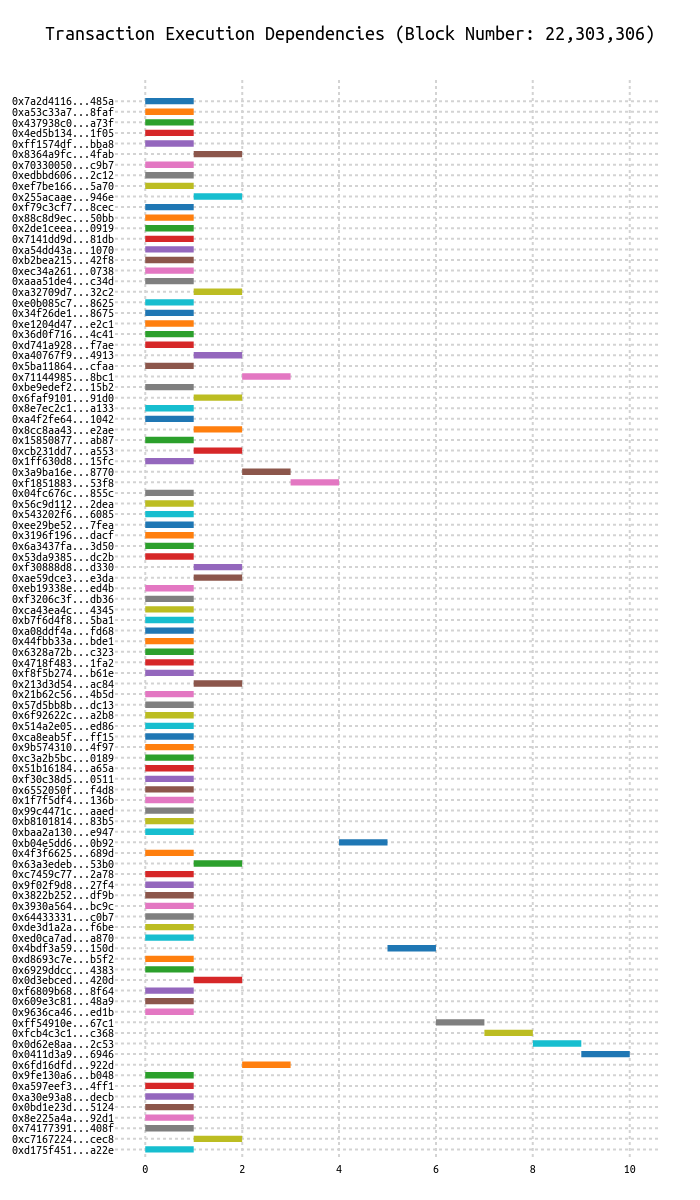 Transaction Execution Dependencies (Block Number: 22,303,306)
0x7a2d4116...485a
0xa53c33a7...8faf
0x437938c0...a73f
0x4ed5b134...1f05
0xff1574df...bba8
0x8364a9fc...4fab
0x70330050...c9b7
0xedbbd606...2c12
0xef7be166...5a70
0x255acaae...946e
0xf79c3cf7...8cec
0x88c8d9ec...50bb
0x2de1ceea...0919
0x7141dd9d...81db
0xa54dd43a...1070
0xb2bea215...42f8
0xec34a261...0738
0xaaa51de4...c34d
0xa32709d7...32c2
0xe0b085c7...8625
0x34f26de1...8675
0xe1204d47...e2c1
0x36d0f716...4c41
0xd741a928...f7ae
0xa40767f9...4913
0x5ba11864...cfaa
0x71144985...8bc1
0xbe9edef2...15b2
0x6faf9101...91d0
0x8e7ec2c1...a133
0xa4f2fe64...1042
0x8cc8aa43...e2ae
0x15850877...ab87
0xcb231dd7...a553
0x1ff630d8...15fc
0x3a9ba16e...8770
0xf1851883...53f8
0x04fc676c...855c
0x56c9d112...2dea
0x543202f6...6085
0xee29be52...7fea
0x3196f196...dacf
0x6a3437fa...3d50
0x53da9385...dc2b
0xf30888d8...d330
0xae59dce3...e3da
0xeb19338e...ed4b
0xf3206c3f...db36
0xca43ea4c...4345
0xb7f6d4f8...5ba1
0xa08ddf4a...fd68
0x44fbb33a...bde1
0x6328a72b...c323
0x4718f483...1fa2
0xf8f5b274...b61e
0x213d3d54...ac84
0x21b62c56...4b5d
0x57d5bb8b...dc13
0x6f92622c...a2b8
0x514a2e05...ed86
0xca8eab5f...ff15
0x9b574310...4f97
0xc3a2b5bc...0189
0x51b16184...a65a
0xf30c38d5...0511
0x6552050f...f4d8
0x1f7f5df4...136b
0x99c4471c...aaed
0xb8101814...83b5
0xbaa2a130...e947
0xb04e5dd6...0b92
0x4f3f6625...689d
0x63a3edeb...53b0
0xc7459c77...2a78
0x9f02f9d8...27f4
0x3822b252...df9b
0x3930a564...bc9c
0x64433331...c0b7
0xde3d1a2a...f6be
0xed0ca7ad...a870
0x4bdf3a59...150d
0xd8693c7e...b5f2
0x6929ddcc...4383
0x0d3ebced...420d
0xf6809b68...8f64
0x609e3c81...48a9
0x9636ca46...ed1b
0xff54910e...67c1
0xfcb4c3c1...c368
0x0d62e8aa...2c53
0x0411d3a9...6946
0x6fd16dfd...922d
0x9fe130a6...b048
0xa597eef3...4ff1
0xa30e93a8...decb
0x0bd1e23d...5124
0x8e225a4a...92d1
0x74177391...408f
0xc7167224...cec8
0xd175f451...a22e
0 2 4 6 8 10